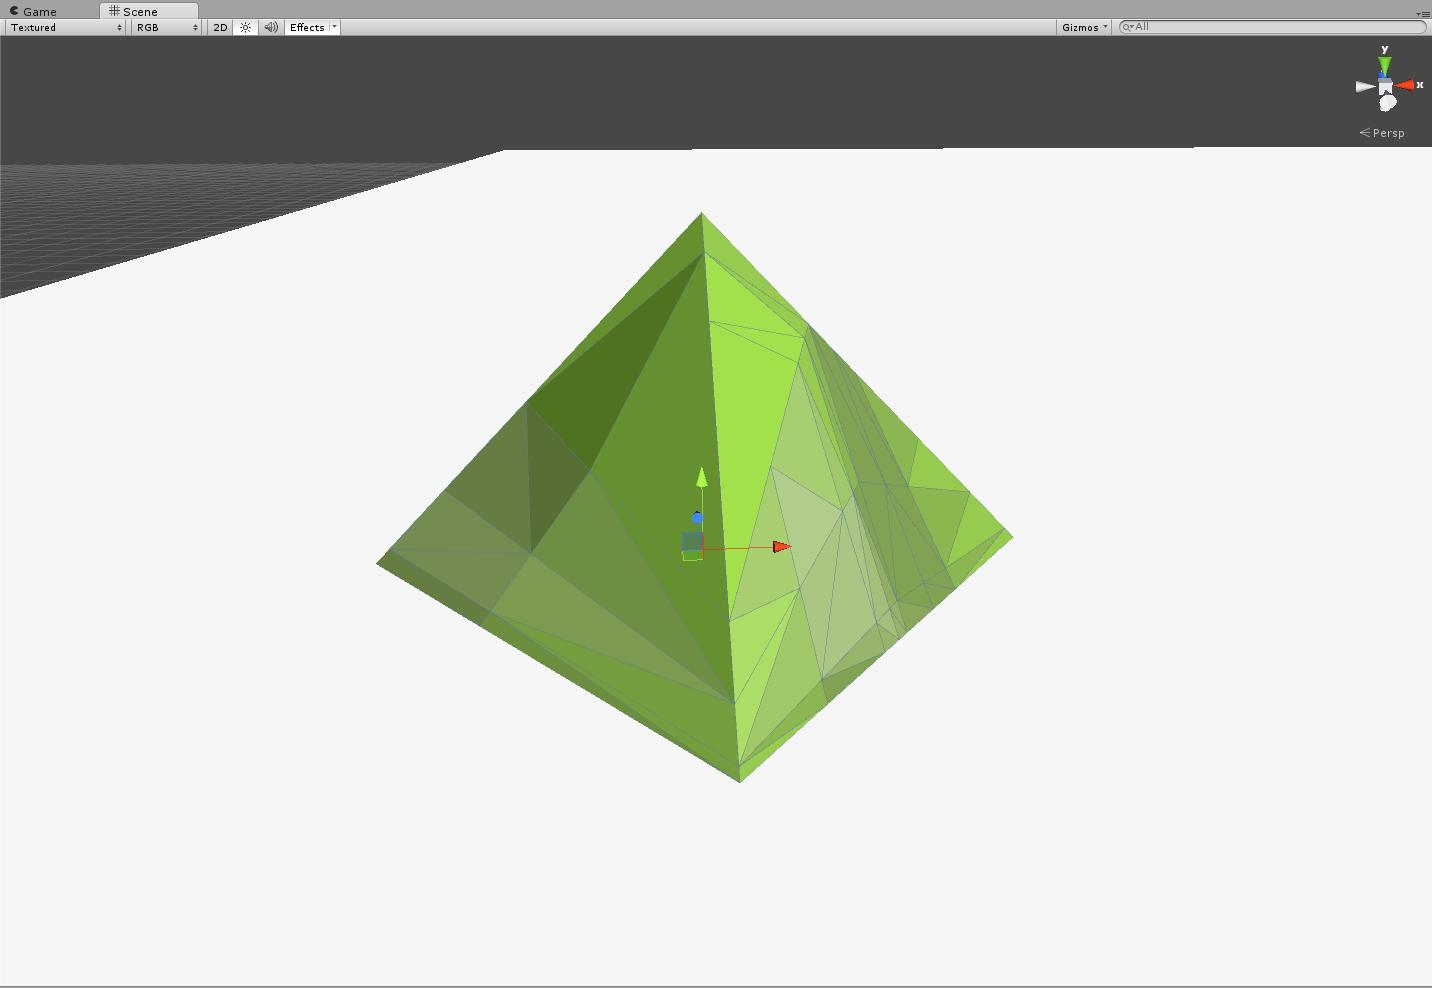 Game Scene
Textured RGB 2D Effects Gizmos All
y
x
Persp